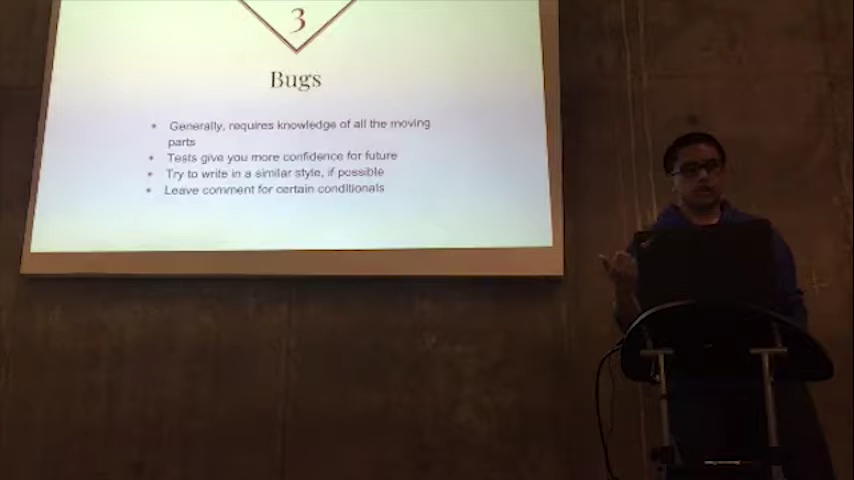 3
Bugs
• Generally, requires knowledge of all the moving
parts
• Tests give you more confidence for future
• Try to write in a similar style, if possible
• Leave comment for certain conditionals